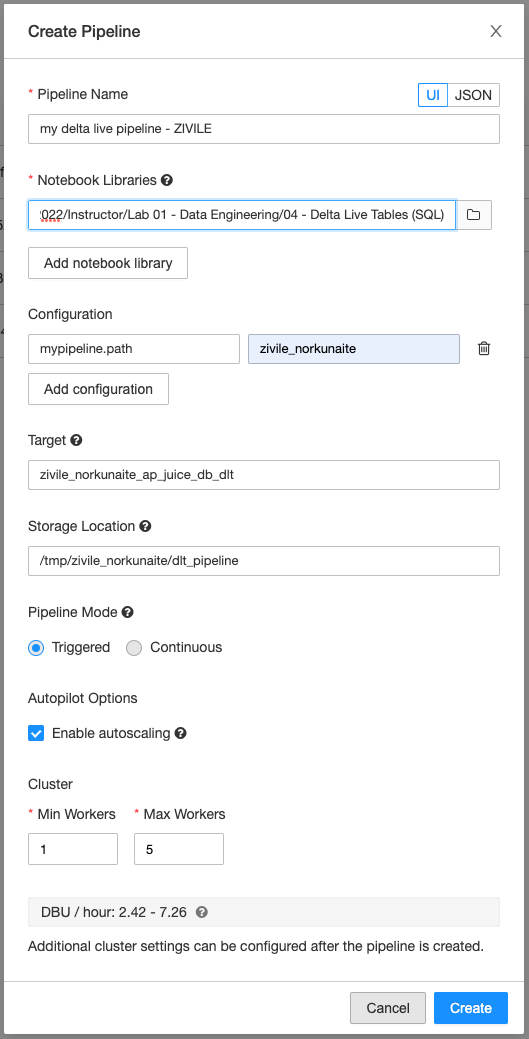 Create Pipeline
* Pipeline Name
UI JSON
my delta live pipeline - ZIVILE
* Notebook Libraries
2022/Instructor/Lab 01 - Data Engineering/04 - Delta Live Tables (SQL)
Add notebook library
Configuration
mypipeline.path zivile_norkunaite
Add configuration
Target
zivile_norkunaite_ap_juice_db_dlt
Storage Location
/tmp/zivile_norkunaite/dlt_pipeline
Pipeline Mode
Triggered Continuous
Autopilot Options
Enable autoscaling
Cluster
* Min Workers * Max Workers
1 5
DBU / hour: 2.42 - 7.26
Additional cluster settings can be configured after the pipeline is created.
Cancel Create